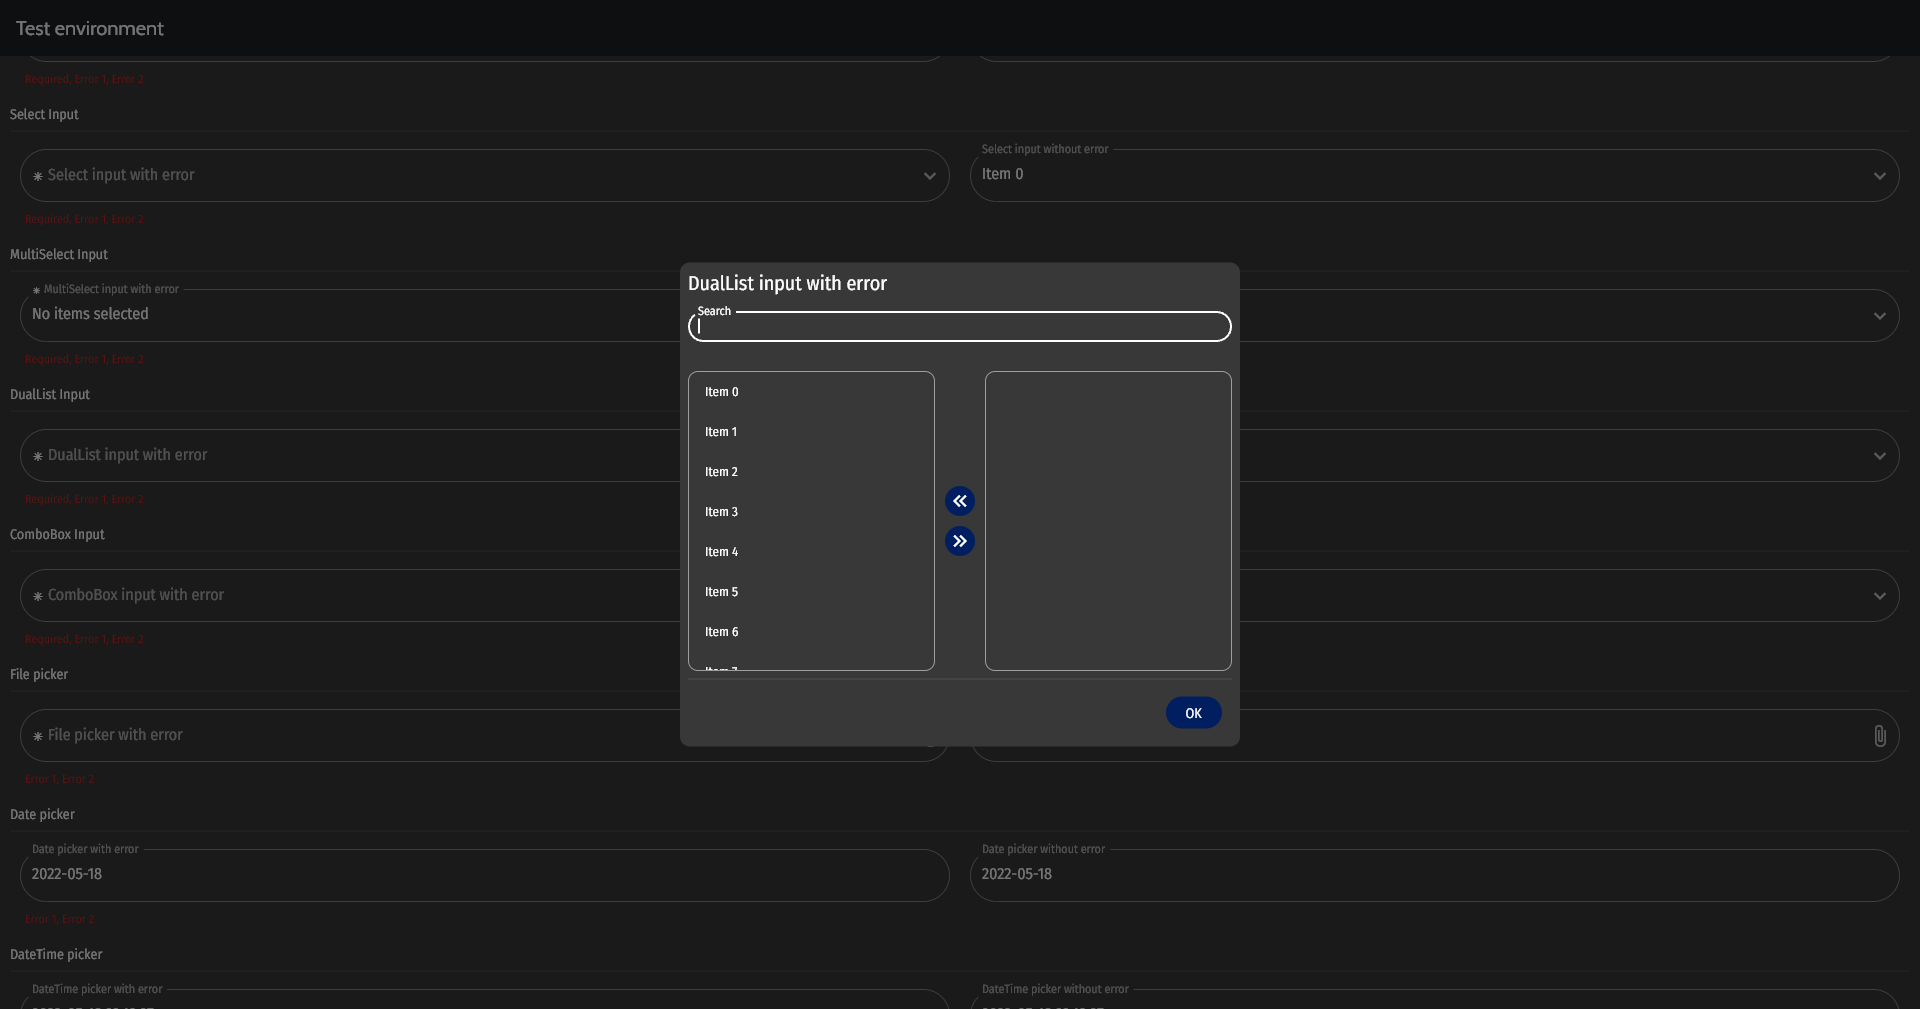 Test environment
Required, Error 1, Error 2
Select Input
Select input with error
Select input without error
Item 0
Required, Error 1, Error 2
MultiSelect Input
MultiSelect input with error
No items selected
Required, Error 1, Error 2
DualList Input
DualList input with error
Required, Error 1, Error 2
ComboBox Input
ComboBox input with error
Required, Error 1, Error 2
File picker
File picker with error
Error 1, Error 2
Date picker
Date picker with error
2022-05-18
Date picker without error
2022-05-18
Error 1, Error 2
DateTime picker
DateTime picker with error
DateTime picker without error
DualList input with error
Search
Item 0
Item 1
Item 2
Item 3
Item 4
Item 5
Item 6
OK